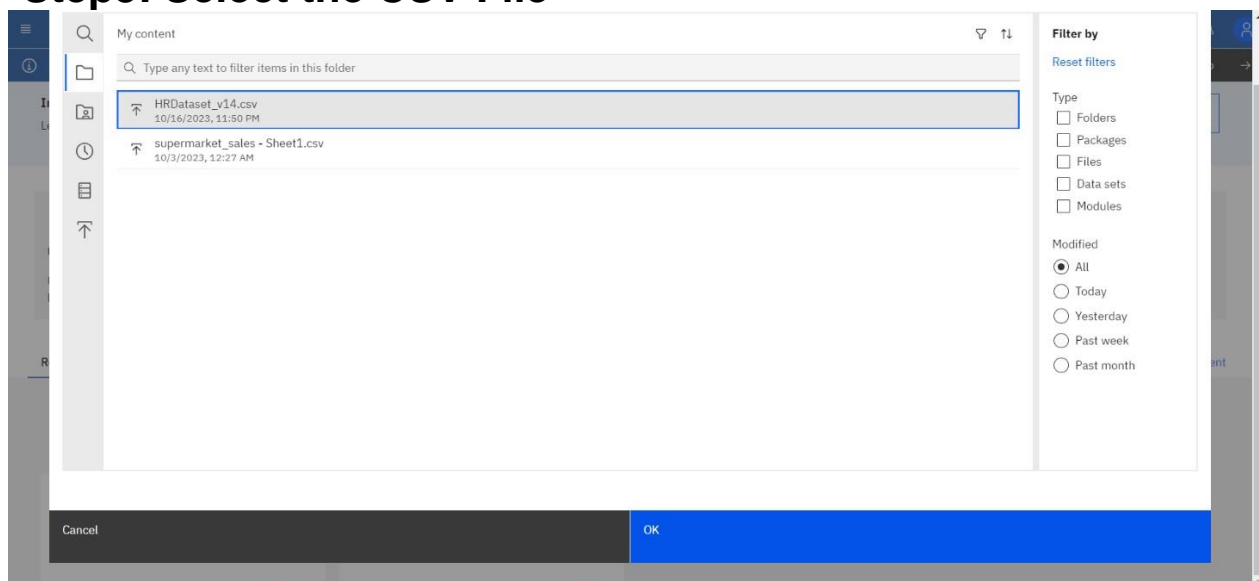 My content
Type any text to filter items in this folder
HRDataset_v14.csv
10/16/2023, 11:50 PM
supermarket_sales - Sheet1.csv
10/3/2023, 12:27 AM
Filter by
Reset filters
Type
Folders
Packages
Files
Data sets
Modules
Modified
All
Today
Yesterday
Past week
Past month
Cancel
OK